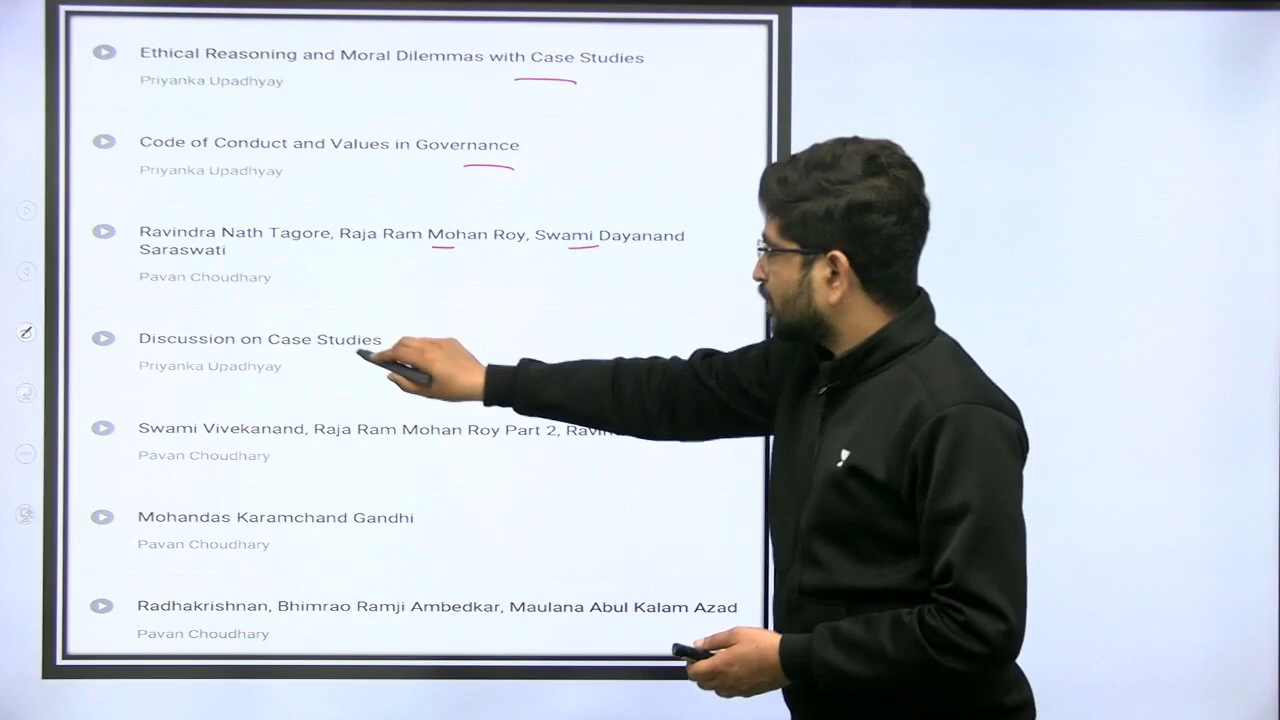 Ethical Reasoning and Moral Dilemmas with Case Studies
Priyanka Upadhyay
Code of Conduct and Values in Governance
Priyanka Upadhyay
Ravindra Nath Tagore, Raja Ram Mohan Roy, Swami Dayanand
Saraswati
Pavan Choudhary
Discussion on Case Studies
Priyanka Upadhyay
Swami Vivekanand, Raja Ram Mohan Roy Part 2,
Pavan Choudhary
Mohandas Karamchand Gandhi
Pavan Choudhary
Radhakrishnan, Bhimrao Ramji Ambedkar, Maulana Abul Kalam Azad
Pavan Choudhary